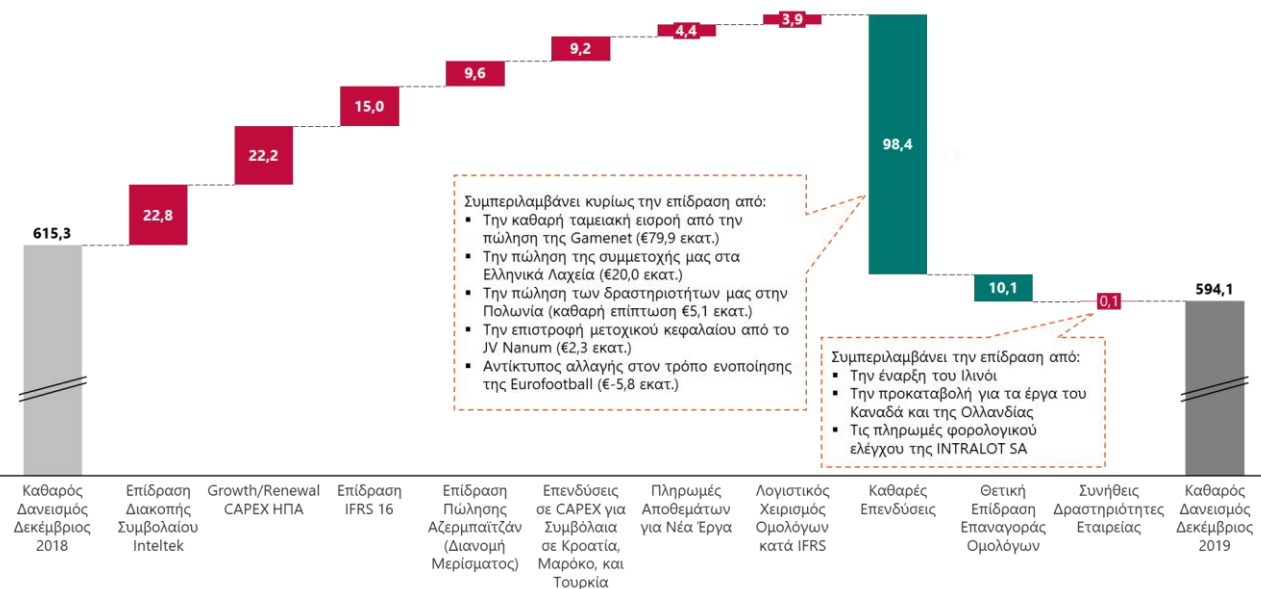 3,9
4,4
9,2
9,6
15,0
22,2
98,4
22,8
615,3
10,1
0,1
594,1
Συμπεριλαμβάνει κυρίως την επίδραση από:
▪ Την καθαρή ταμειακή εισροή από την
πώληση της Gamenet (€79,9 εκατ.)
▪ Την πώληση της συμμετοχής μας στα
Ελληνικά Λαχεία (€20,0 εκατ.)
▪ Την πώληση των δραστηριοτήτων μας στην
Πολωνία (καθαρή επίπτωση €5,1 εκατ.)
▪ Την επιστροφή μετοχικού κεφαλαίου από το
JV Nanum (€2,3 εκατ.)
▪ Αντίκτυπος αλλαγής στον τρόπο ενοποίησης
της Eurofootball (€-5,8 εκατ.)
Συμπεριλαμβάνει την επίδραση από:
▪ Την έναρξη του Ιλινόι
▪ Την προκαταβολή για τα έργα του
Καναδά και της Ολλανδίας
▪ Τις πληρωμές φορολογικού
ελέγχου της INTRALOT SA
Καθαρός
Δανεισμός
Δεκέμβριος
2018
Επίδραση
Διακοπής
Συμβολαίου
Inteltek
Growth/Renewal
CAPEX ΗΠΑ
Επίδραση
IFRS 16
Επίδραση
Πώλησης
Αζερμπαϊτζάν
(Διανομή
Μερίσματος)
Επενδύσεις
σε CAPEX για
Συμβόλαια
σε Κροατία,
Μαρόκο, και
Τουρκία
Πληρωμές
Αποθεμάτων
για Νέα Έργα
Λογιστικός
Χειρισμός
Ομολόγων
κατά IFRS
Καθαρές
Επενδύσεις
Θετική
Επίδραση
Επαναγοράς
Ομολόγων
Συνήθεις
Δραστηριότητες
Εταιρείας
Καθαρός
Δανεισμός
Δεκέμβριος
2019